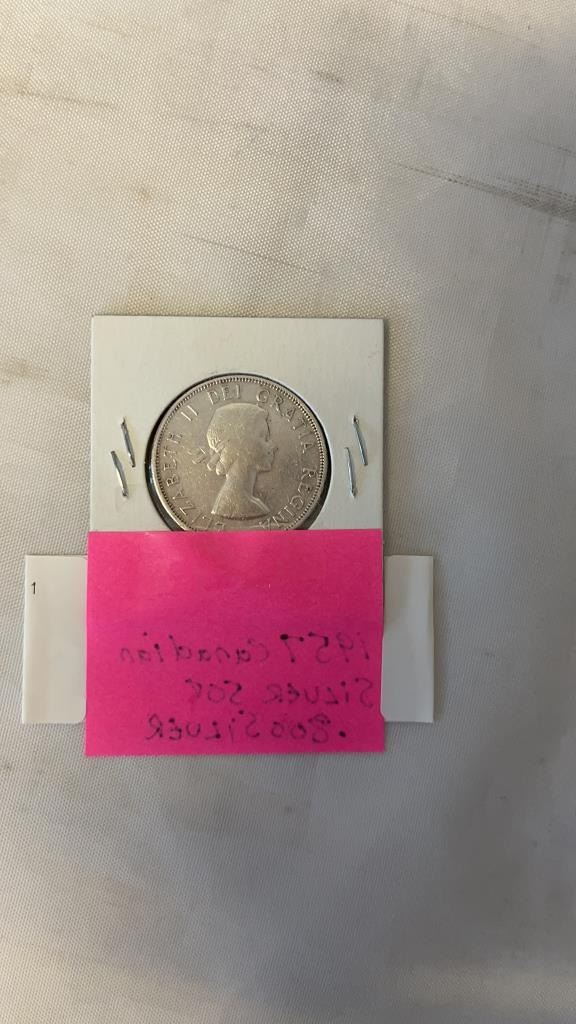 ELIZABETH II DEI GRATIA REGINA
1
1957 Canadian
SILVER 50¢
.800 SILVER